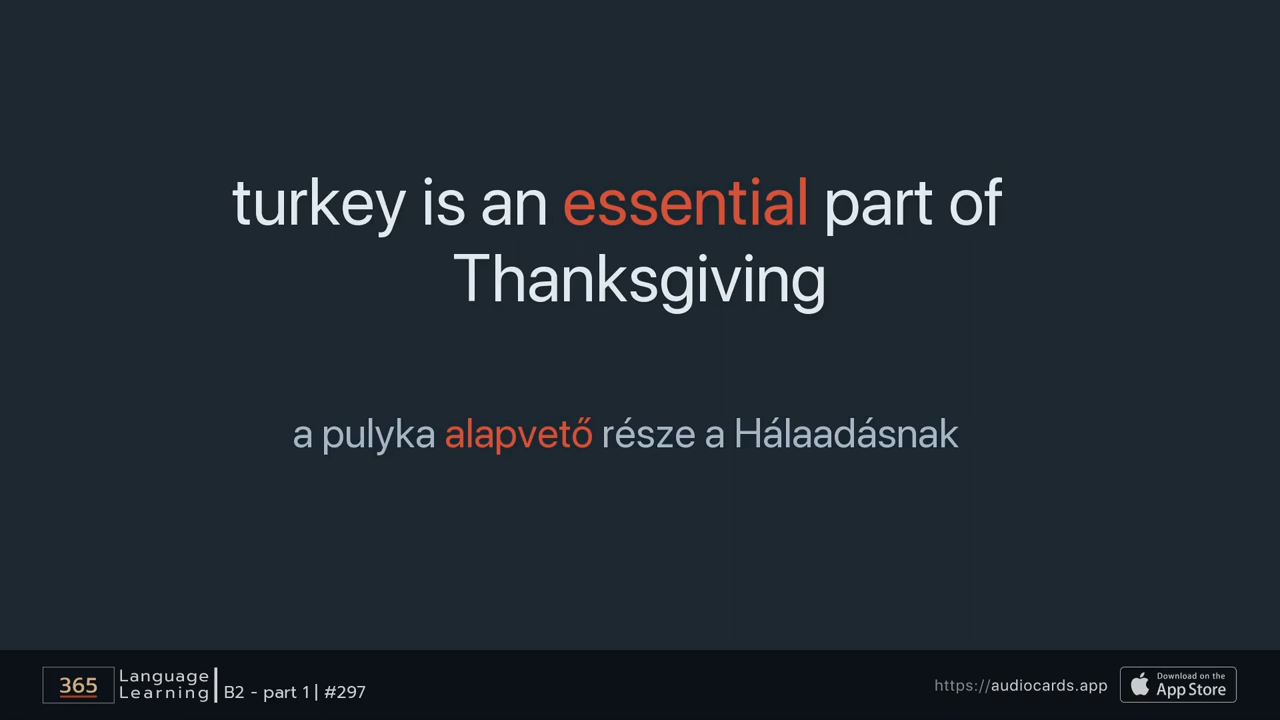 turkey is an essential part of
Thanksgiving
a pulyka alapvető része a Hálaadásnak
365
Language
Learning
B2 - part 1 | #297
https://audiocards.app
Download on the
App Store